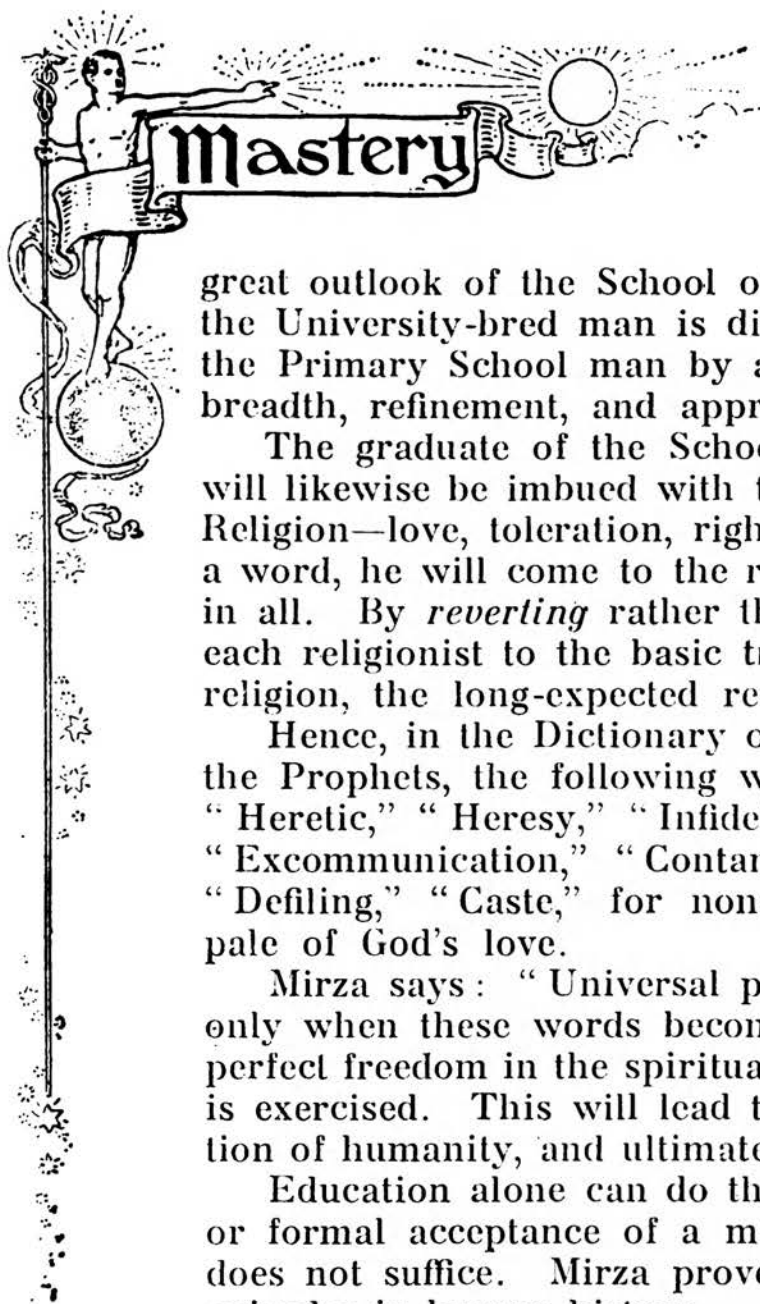 Mastery
great outlook of the School o
the University-bred man is di
the Primary School man by a
breadth, refinement, and appr
The graduate of the Schoo
will likewise be imbued with t
Religion—love, toleration, righ
a word, he will come to the r
in all. By reverting rather th
each religionist to the basic tr
religion, the long-expected re
Hence, in the Dictionary o
the Prophets, the following w
“ Heretic,” “ Heresy,” “ Infide
“ Excommunication,” “ Contam
“ Defiling,” “ Caste,” for non
pale of God's love.
Mirza says : “ Universal p
only when these words becom
perfect freedom in the spiritua
is exercised. This will lead t
tion of humanity, and ultimate
Education alone can do th
or formal acceptance of a m
does not suffice. Mirza prove